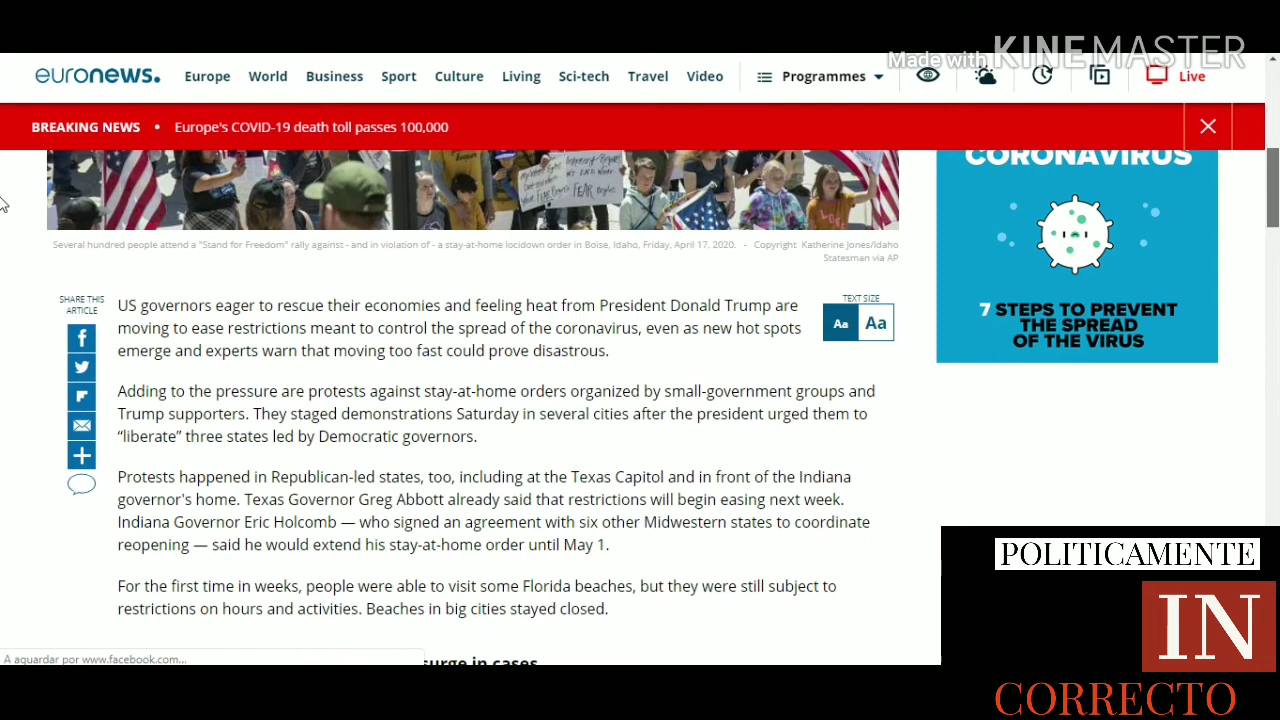 Made with KINEMASTER
euronews.
Europe World Business Sport Culture Living Sci-tech Travel Video Programmes Live
BREAKING NEWS • Europe's COVID-19 death toll passes 100,000
CORONAVIRUS
Several hundred people attend a "Stand for Freedom" rally against - and in violation of - a stay-at-home locidown order in Boise, Idaho, Friday, April 17, 2020. - Copyright Katherine Jones/Idaho
Statesman via AP
SHARE THIS
ARTICLE
TEXT SIZE
Aa Aa
US governors eager to rescue their economies and feeling heat from President Donald Trump are
moving to ease restrictions meant to control the spread of the coronavirus, even as new hot spots
emerge and experts warn that moving too fast could prove disastrous.
7 STEPS TO PREVENT
THE SPREAD
OF THE VIRUS
Adding to the pressure are protests against stay-at-home orders organized by small-government groups and
Trump supporters. They staged demonstrations Saturday in several cities after the president urged them to
“liberate” three states led by Democratic governors.
Protests happened in Republican-led states, too, including at the Texas Capitol and in front of the Indiana
governor's home. Texas Governor Greg Abbott already said that restrictions will begin easing next week.
Indiana Governor Eric Holcomb — who signed an agreement with six other Midwestern states to coordinate
reopening — said he would extend his stay-at-home order until May 1.
For the first time in weeks, people were able to visit some Florida beaches, but they were still subject to
restrictions on hours and activities. Beaches in big cities stayed closed.
surge in cases
A aguardar por www.facebook.com...
POLITICAMENTE
IN
CORRECTO